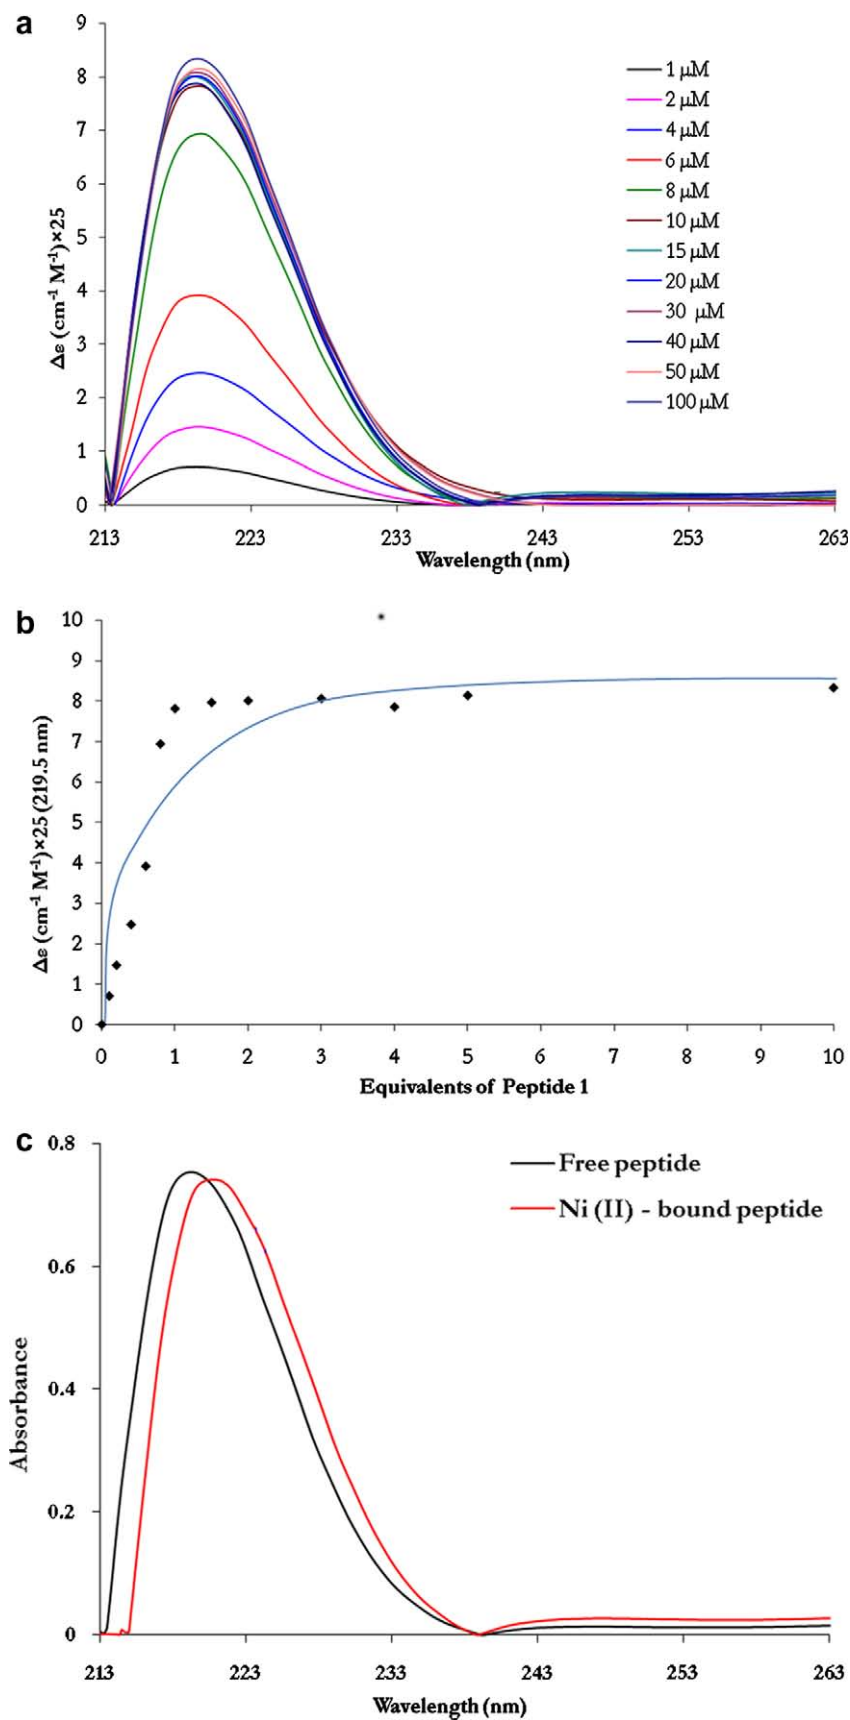 a
9
8
7
6
5
4
3
2
1
0
Δε (cm-1 M-1)×25
1 μM
2 μM
4 μM
6 μM
8 μM
10 μM
15 μM
20 μM
30 μM
40 μM
50 μM
100 μM
213 223 233 243 253 263
Wavelength (nm)
b
10
9
8
7
6
5
4
3
2
1
0
Δε (cm-1 M-1)×25 (219.5 nm)
0 1 2 3 4 5 6 7 8 9 10
Equivalents of Peptide 1
c
0.8
0.6
0.4
0.2
0
Absorbance
Free peptide
Ni (II) - bound peptide
213 223 233 243 253 263
Wavelength (nm)